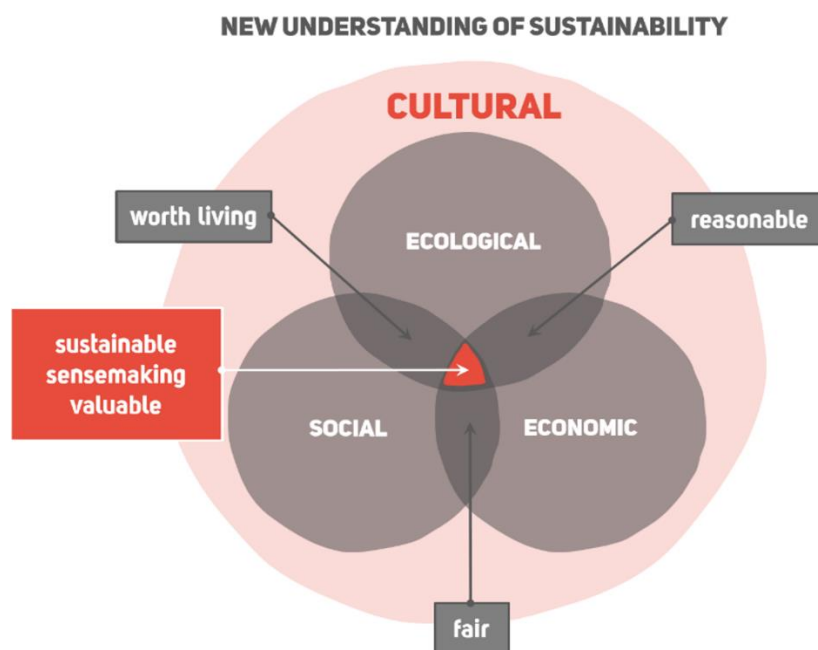 NEW UNDERSTANDING OF SUSTAINABILITY
CULTURAL
worth living
reasonable
ECOLOGICAL
sustainable
sensemaking
valuable
SOCIAL
ECONOMIC
fair